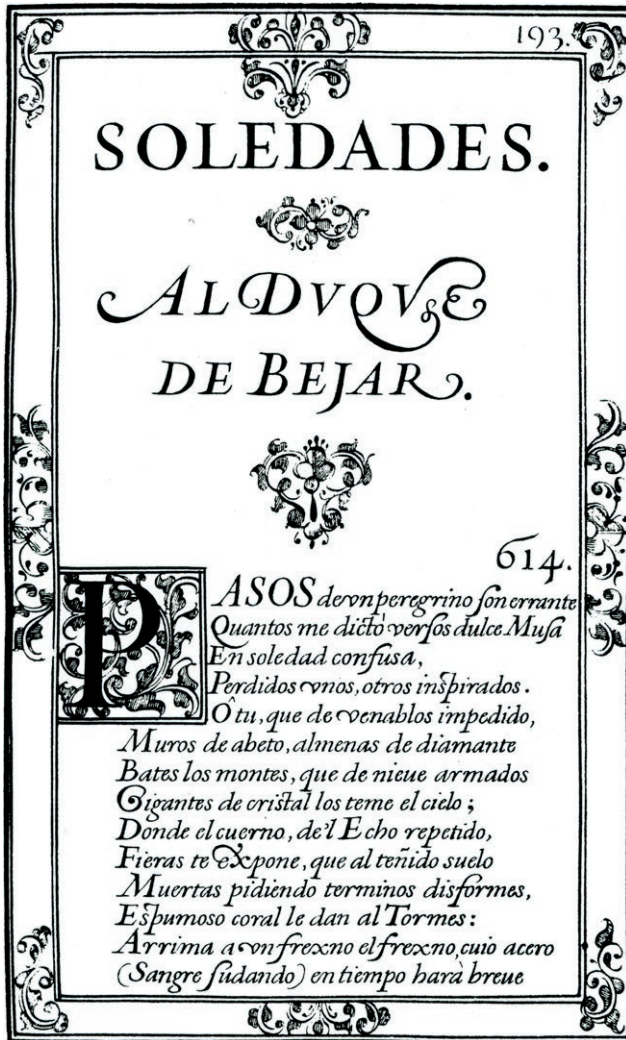 193.
SOLEDADES.
AL DVQVE
DE BEJAR.
614.
PASOS de vn peregrino son errante
Quantos me dictò versos dulce Musa
En soledad confusa,
Perdidos vnos, otros inspirados.
Ô tu, que de venablos impedido,
Muros de abeto, almenas de diamante
Bates los montes, que de nieue armados
Gigantes de cristal los teme el cielo;
Donde el cuerno, de'l Echo repetido,
Fieras te expone, que al teñido suelo
Muertas pidiendo terminos disformes,
Espumoso coral le dan al Tormes:
Arrima a vn frexno el frexno, cuio acero
(Sangre sudando) en tiempo harà breue